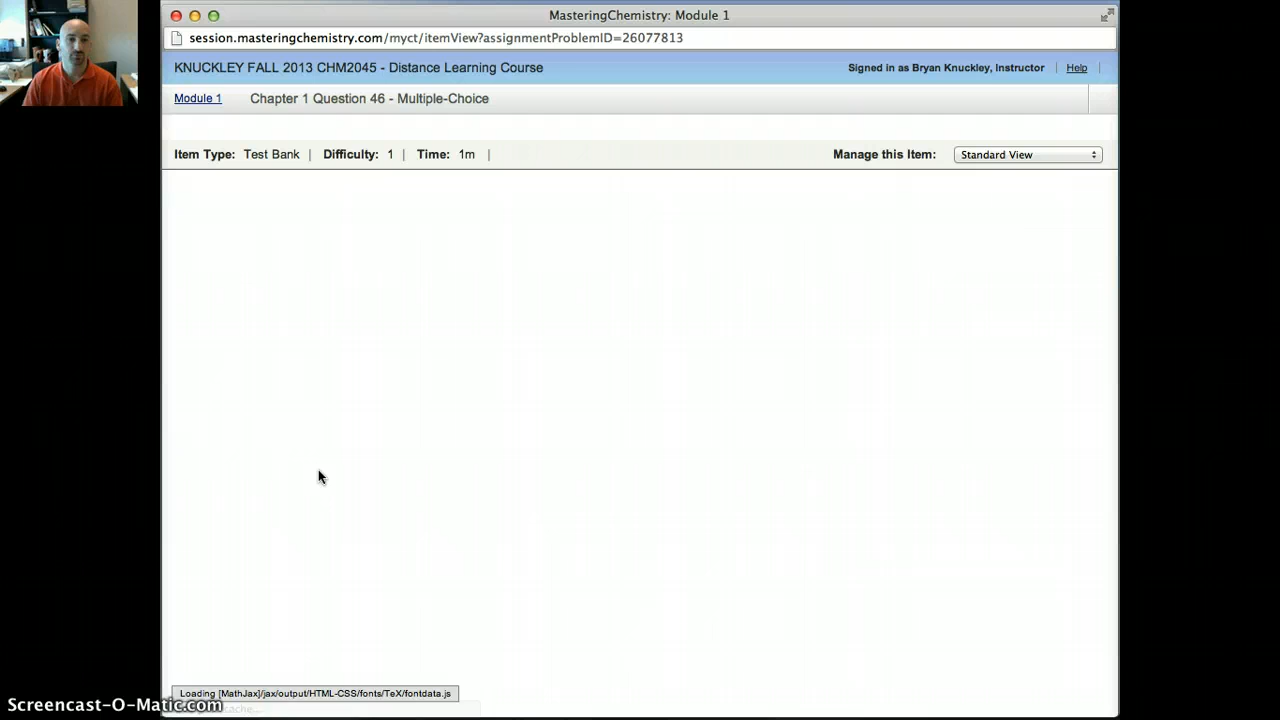 MasteringChemistry: Module 1
session.masteringchemistry.com/myct/itemView?assignmentProblemID=26077813
KNUCKLEY FALL 2013 CHM2045 - Distance Learning Course
Signed in as Bryan Knuckley, Instructor | Help |
Module 1
Chapter 1 Question 46 - Multiple-Choice
Item Type: Test Bank | Difficulty: 1 | Time: 1m |
Manage this Item: Standard View
Loading [MathJax]/jax/output/HTML-CSS/fonts/TeX/fontdata.js
Screencast-O-Matic.com